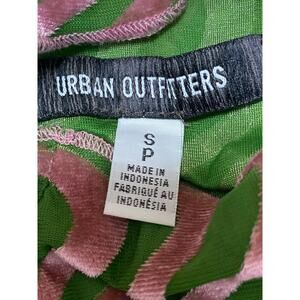 URBAN OUTFITTERS
S
P
MADE IN
INDONESIA
FABRIQUÉ AU
INDONÉSIA